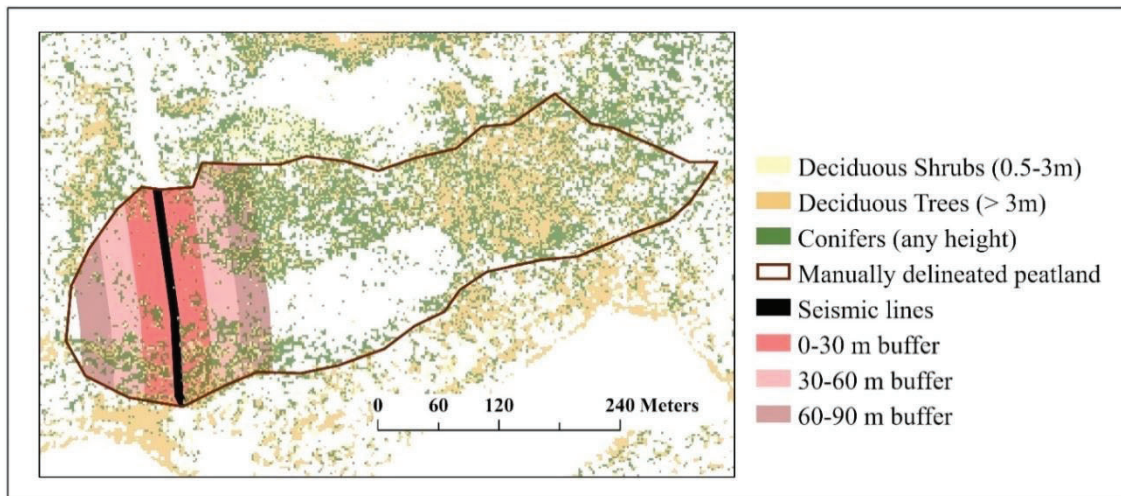 Deciduous Shrubs (0.5-3m)
Deciduous Trees (> 3m)
Conifers (any height)
Manually delineated peatland
Seismic lines
0-30 m buffer
30-60 m buffer
60-90 m buffer
0 60 120 240 Meters